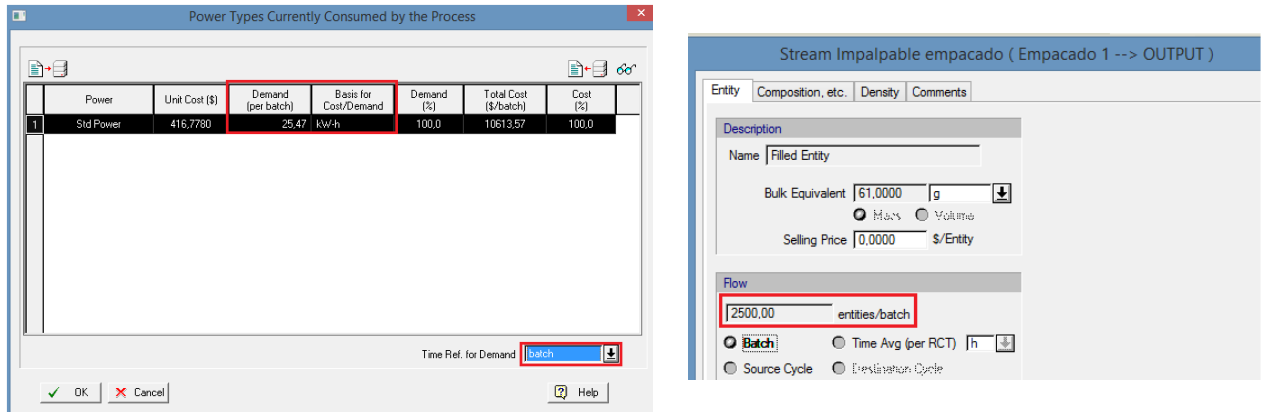 Power Types Currently Consumed by the Process
Power
Unit Cost ($)
Demand
(per batch)
Basis for
Cost/Demand
Demand
(%)
Total Cost
($/batch)
Cost
(%)
1 Std Power 416,7780 25,47 kW-h 100,0 10613,57 100,0
Time Ref. for Demand batch
OK Cancel Help
Stream Impalpable empacado ( Empacado 1 --> OUTPUT )
Entity Composition, etc. Density Comments
Description
Name Filled Entity
Bulk Equivalent 61,0000 g
Mass Volume
Selling Price 0,0000 $/Entity
Flow
2500,00 entities/batch
Batch Time Avg (per RCT) h
Source Cycle Destination Cycle